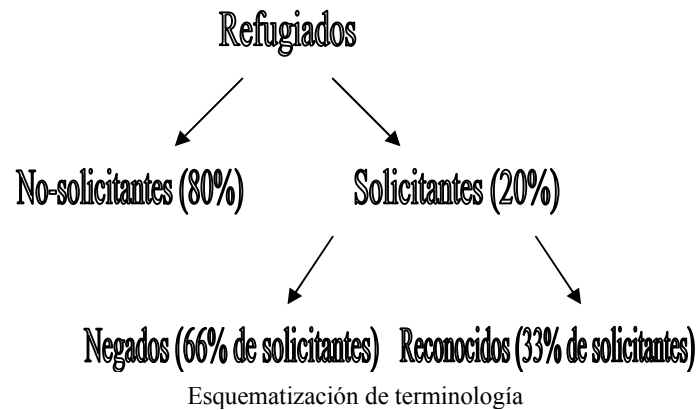 Refugiados
No-solicitantes (80%) Solicitantes (20%)
Negados (66% de solicitantes) Reconocidos (33% de solicitantes)
Esquematización de terminología